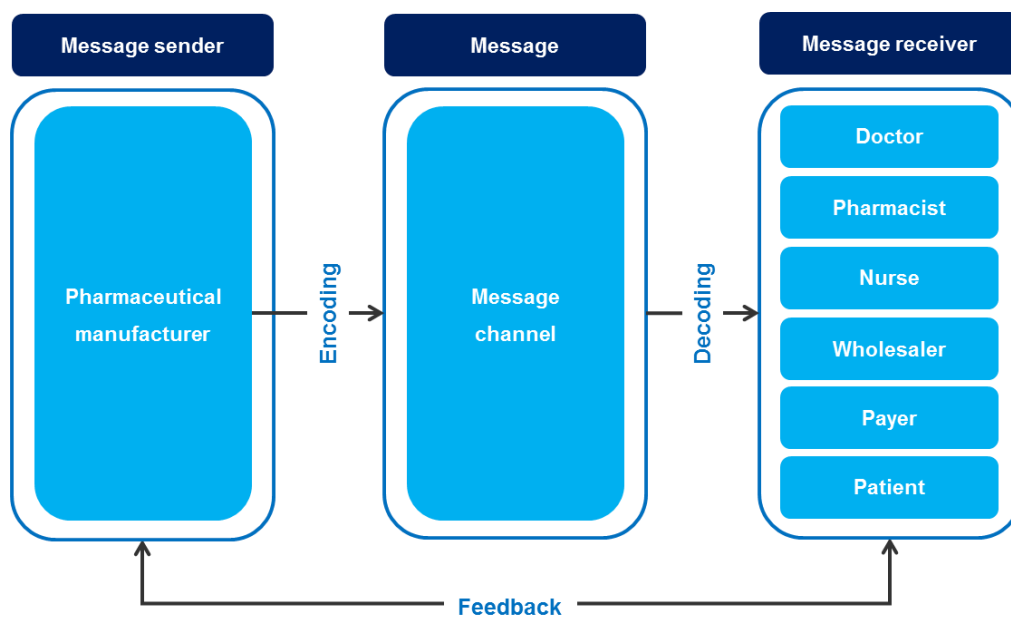 Message sender
Message
Message receiver
Pharmaceutical
manufacturer
Encoding
Message
channel
Decoding
Doctor
Pharmacist
Nurse
Wholesaler
Payer
Patient
Feedback